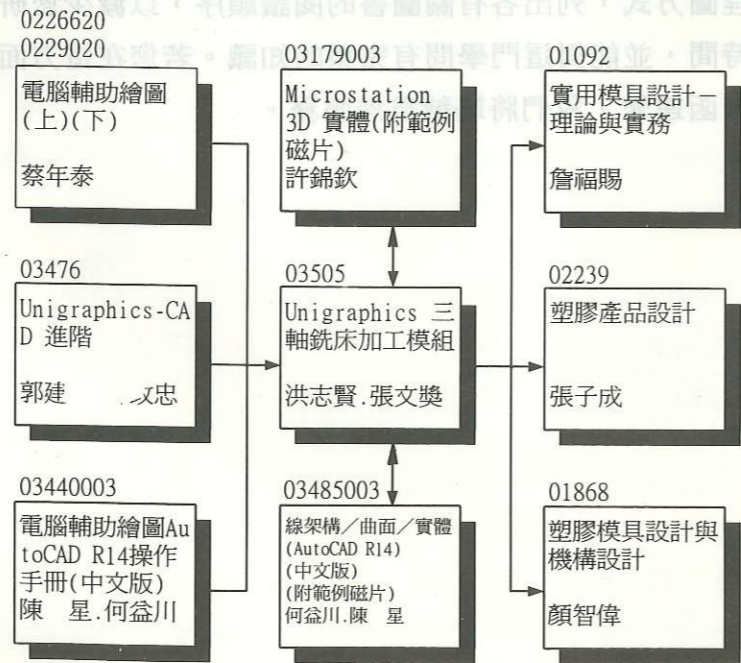 0226620
0229020
電腦輔助繪圖
(上)(下)
蔡年泰
03179003
Microstation
3D 實體(附範例
磁片)
許錦欽
01092
實用模具設計－
理論與實務
詹福賜
03476
Unigraphics-CA
D 進階
郭建 忠
03505
Unigraphics 三
軸銑床加工模組
洪志賢.張文獎
02239
塑膠產品設計
張子成
03440003
電腦輔助繪圖Au
toCAD R14操作
手冊(中文版)
陳 星.何益川
03485003
線架構／曲面／實體
(AutoCAD R14)
(中文版)
(附範例磁片)
何益川.陳 星
01868
塑膠模具設計與
機構設計
顏智偉